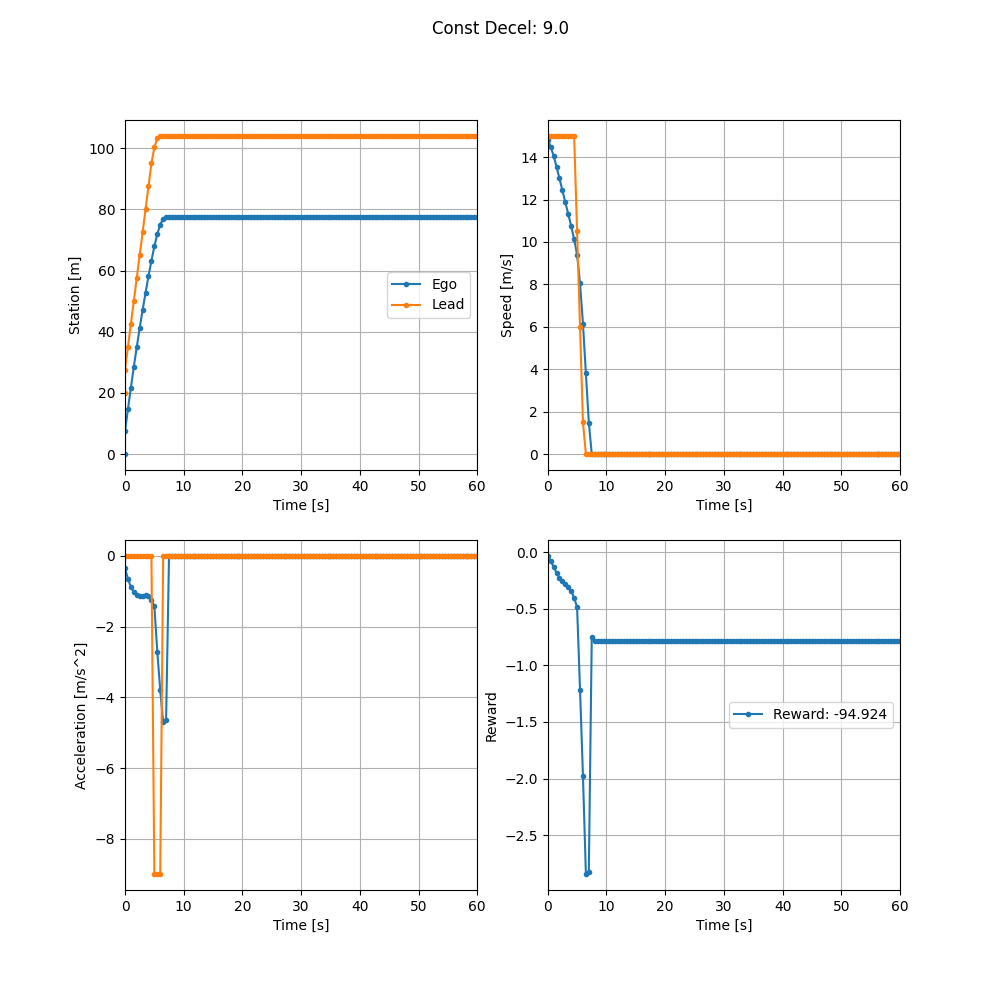 Const Decel: 9.0
Station [m]
100
80
60
40
20
0
Ego
Lead
0 10 20 30 40 50 60
Time [s]
Speed [m/s]
14
12
10
8
6
4
2
0
0 10 20 30 40 50 60
Time [s]
Acceleration [m/s^2]
0
−2
−4
−6
−8
0 10 20 30 40 50 60
Time [s]
Reward
0.0
−0.5
−1.0
−1.5
−2.0
−2.5
Reward: -94.924
0 10 20 30 40 50 60
Time [s]